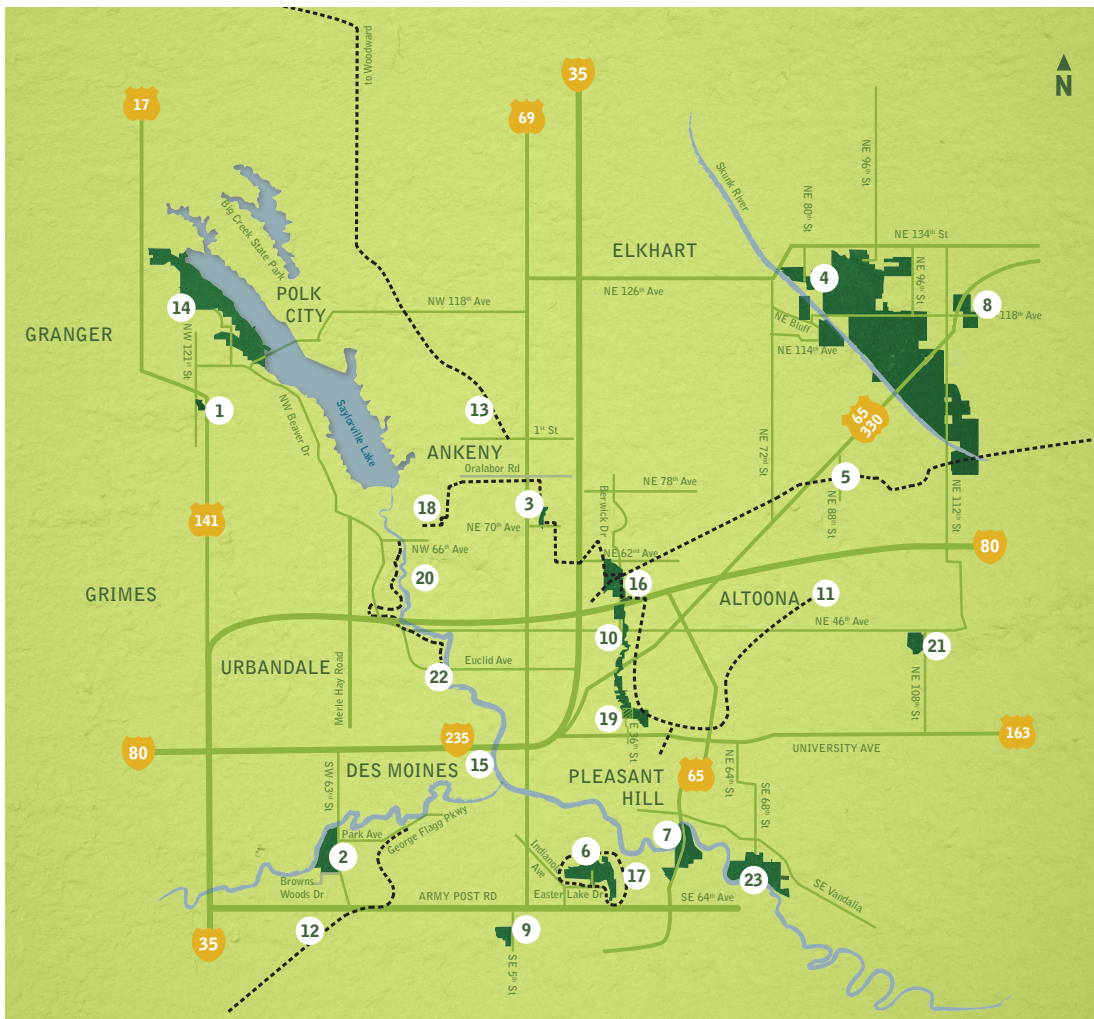 To Woodward
35
N
17
69
Skunk River
NE 96th St
NE 80th St
Big Creek State Park
NE 134th St
ELKHART
4
NE 126th Ave
NE 96th St
POLK
CITY
NW 118th Ave
14
8
118th Ave
NE Bluff
GRANGER
NW 121st St
NE 114th Ave
1
NW Beaver Dr
Saylorville Lake
13
65
330
1st St
NE 72nd St
ANKENY
Oralabor Rd
Berwick Dr
NE 78th Ave
5
NE 88th St
NE 112th St
18
3
141
NE 70th Ave
NW 66th Ave
NE 62nd Ave
80
20
16
GRIMES
ALTOONA
11
NE 46th Ave
10
21
URBANDALE
Euclid Ave
22
Merle Hay Road
NE 108th St
19
E 36th St
235
163
80
UNIVERSITY AVE
15
DES MOINES
SW 63rd St
PLEASANT
HILL
65
NE 64th St
SE 68th St
Park Ave
George Flagg Pkwy
7
2
Indianola
Ave
6
17
23
Browns
Woods Dr
Easter Lake Dr
ARMY POST RD
SE 64th Ave
SE Vandalia
12
9
35
SE 5th St